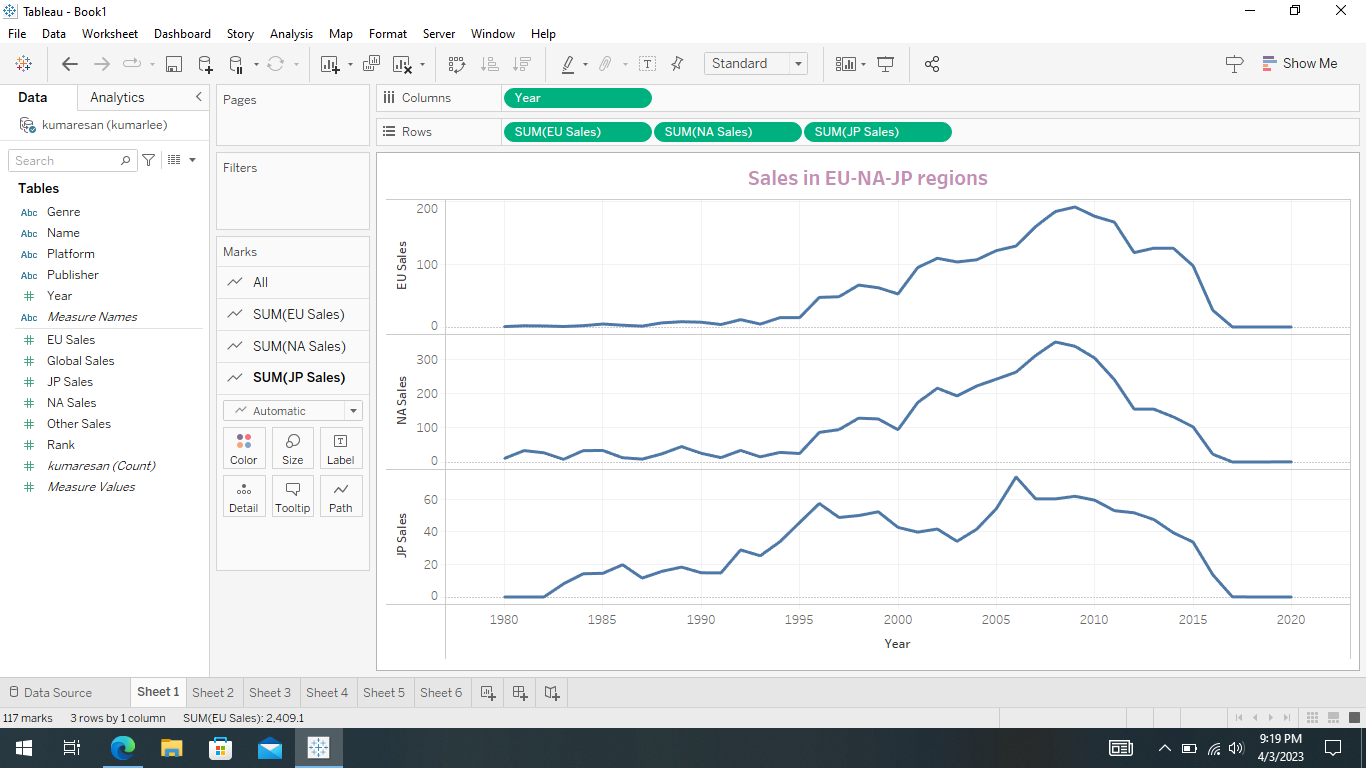 Tableau - Book1
File Data Worksheet Dashboard Story Analysis Map Format Server Window Help
Standard
Show Me
Data Analytics
kumaresan (kumarlee)
Search
Tables
Abc Genre
Abc Name
Abc Platform
Abc Publisher
# Year
Abc Measure Names
# EU Sales
# Global Sales
# JP Sales
# NA Sales
# Other Sales
# Rank
# kumaresan (Count)
# Measure Values
Pages
Filters
Marks
All
SUM(EU Sales)
SUM(NA Sales)
SUM(JP Sales)
Automatic
Color Size Label
Detail Tooltip Path
Columns Year
Rows SUM(EU Sales) SUM(NA Sales) SUM(JP Sales)
Sales in EU-NA-JP regions
EU Sales
200
100
0
NA Sales
300
200
100
0
JP Sales
60
40
20
0
1980 1985 1990 1995 2000 2005 2010 2015 2020
Year
Data Source Sheet 1 Sheet 2 Sheet 3 Sheet 4 Sheet 5 Sheet 6
117 marks 3 rows by 1 column SUM(EU Sales): 2,409.1
9:19 PM
4/3/2023